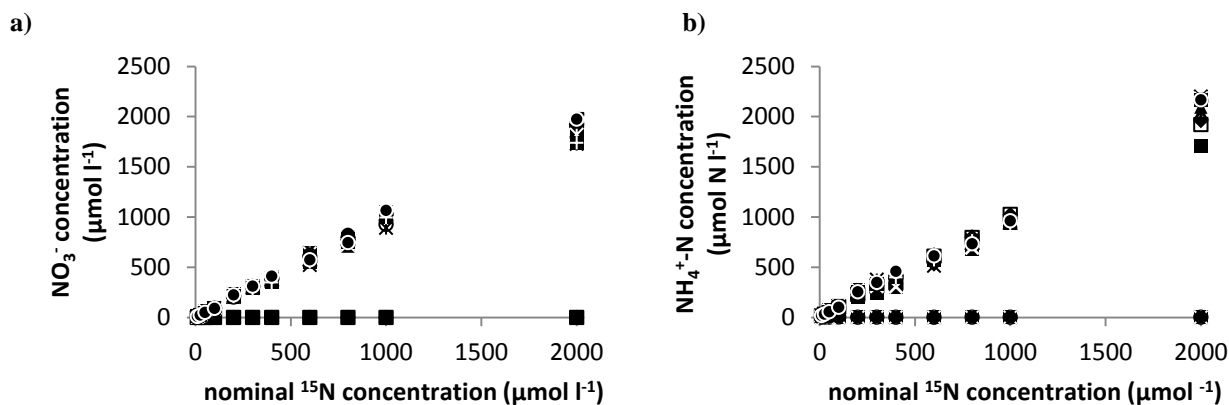 a)
NO₃⁻ concentration
(µmol l⁻¹)
2500
2000
1500
1000
500
0
0 500 1000 1500 2000
nominal ¹⁵N concentration (µmol l⁻¹)
b)
NH₄⁺-N concentration
(µmol N l⁻¹)
2500
2000
1500
1000
500
0
0 500 1000 1500 2000
nominal ¹⁵N concentration (µmol ⁻¹)